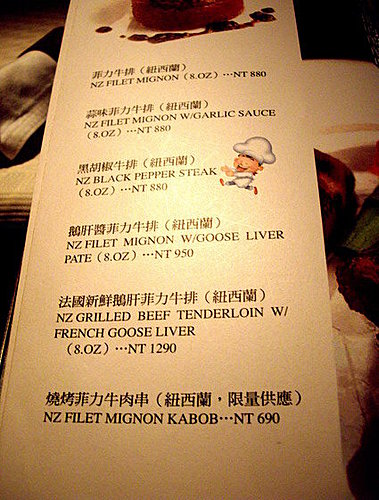 菲力牛排（紐西蘭）
NZ FILET MIGNON（8.OZ）…NT 880
蒜味菲力牛排（紐西蘭）
NZ FILET MIGNON W/GARLIC SAUCE
（8.OZ）…NT 880
黑胡椒牛排（紐西蘭）
NZ BLACK PEPPER STEAK
（8.OZ）…NT 880
鵝肝醬菲力牛排（紐西蘭）
NZ FILET MIGNON W/GOOSE LIVER
PATE（8.OZ）…NT 950
法國新鮮鵝肝菲力牛排（紐西蘭）
NZ GRILLED BEEF TENDERLOIN W/
FRENCH GOOSE LIVER
（8.OZ）…NT 1290
燒烤菲力牛肉串（紐西蘭，限量供應）
NZ FILET MIGNON KABOB…NT 690